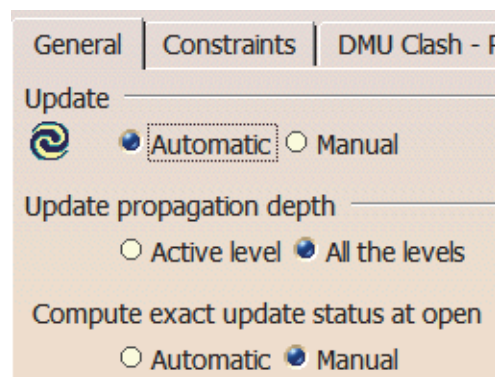 General Constraints DMU Clash -
Update
Automatic Manual
Update propagation depth
Active level All the levels
Compute exact update status at open
Automatic Manual